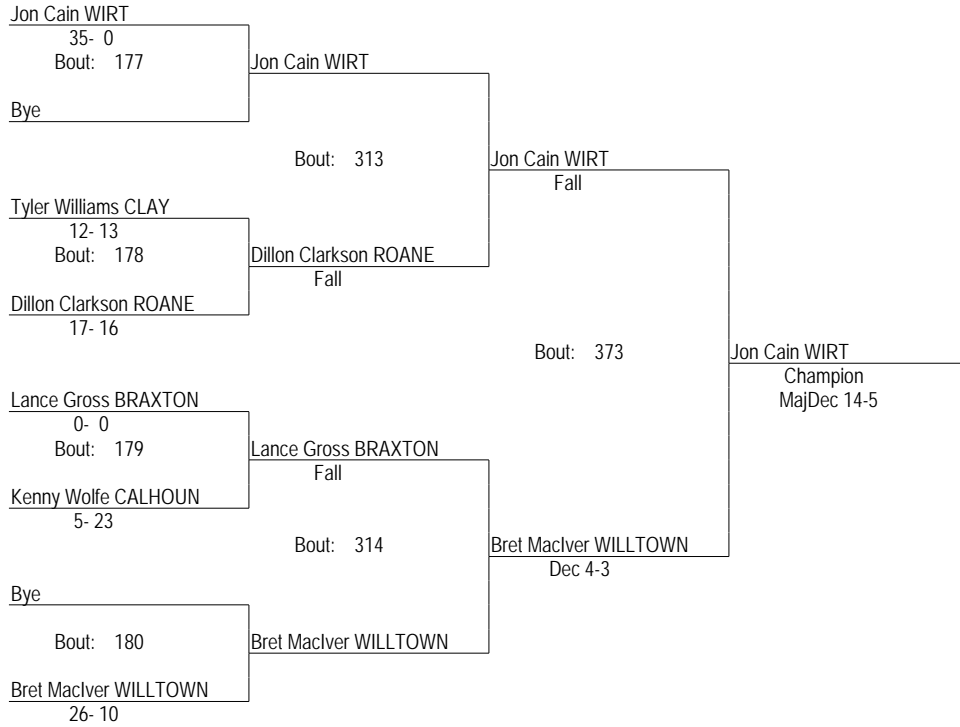 Jon Cain WIRT
35- 0
Bout: 177
Jon Cain WIRT
Bye
Bout: 313
Jon Cain WIRT
Fall
Tyler Williams CLAY
12- 13
Bout: 178
Dillon Clarkson ROANE
Fall
Dillon Clarkson ROANE
17- 16
Bout: 373
Jon Cain WIRT
Champion
MajDec 14-5
Lance Gross BRAXTON
0- 0
Bout: 179
Lance Gross BRAXTON
Fall
Kenny Wolfe CALHOUN
5- 23
Bout: 314
Bret MacIver WILLTOWN
Dec 4-3
Bye
Bout: 180
Bret MacIver WILLTOWN
Bret MacIver WILLTOWN
26- 10